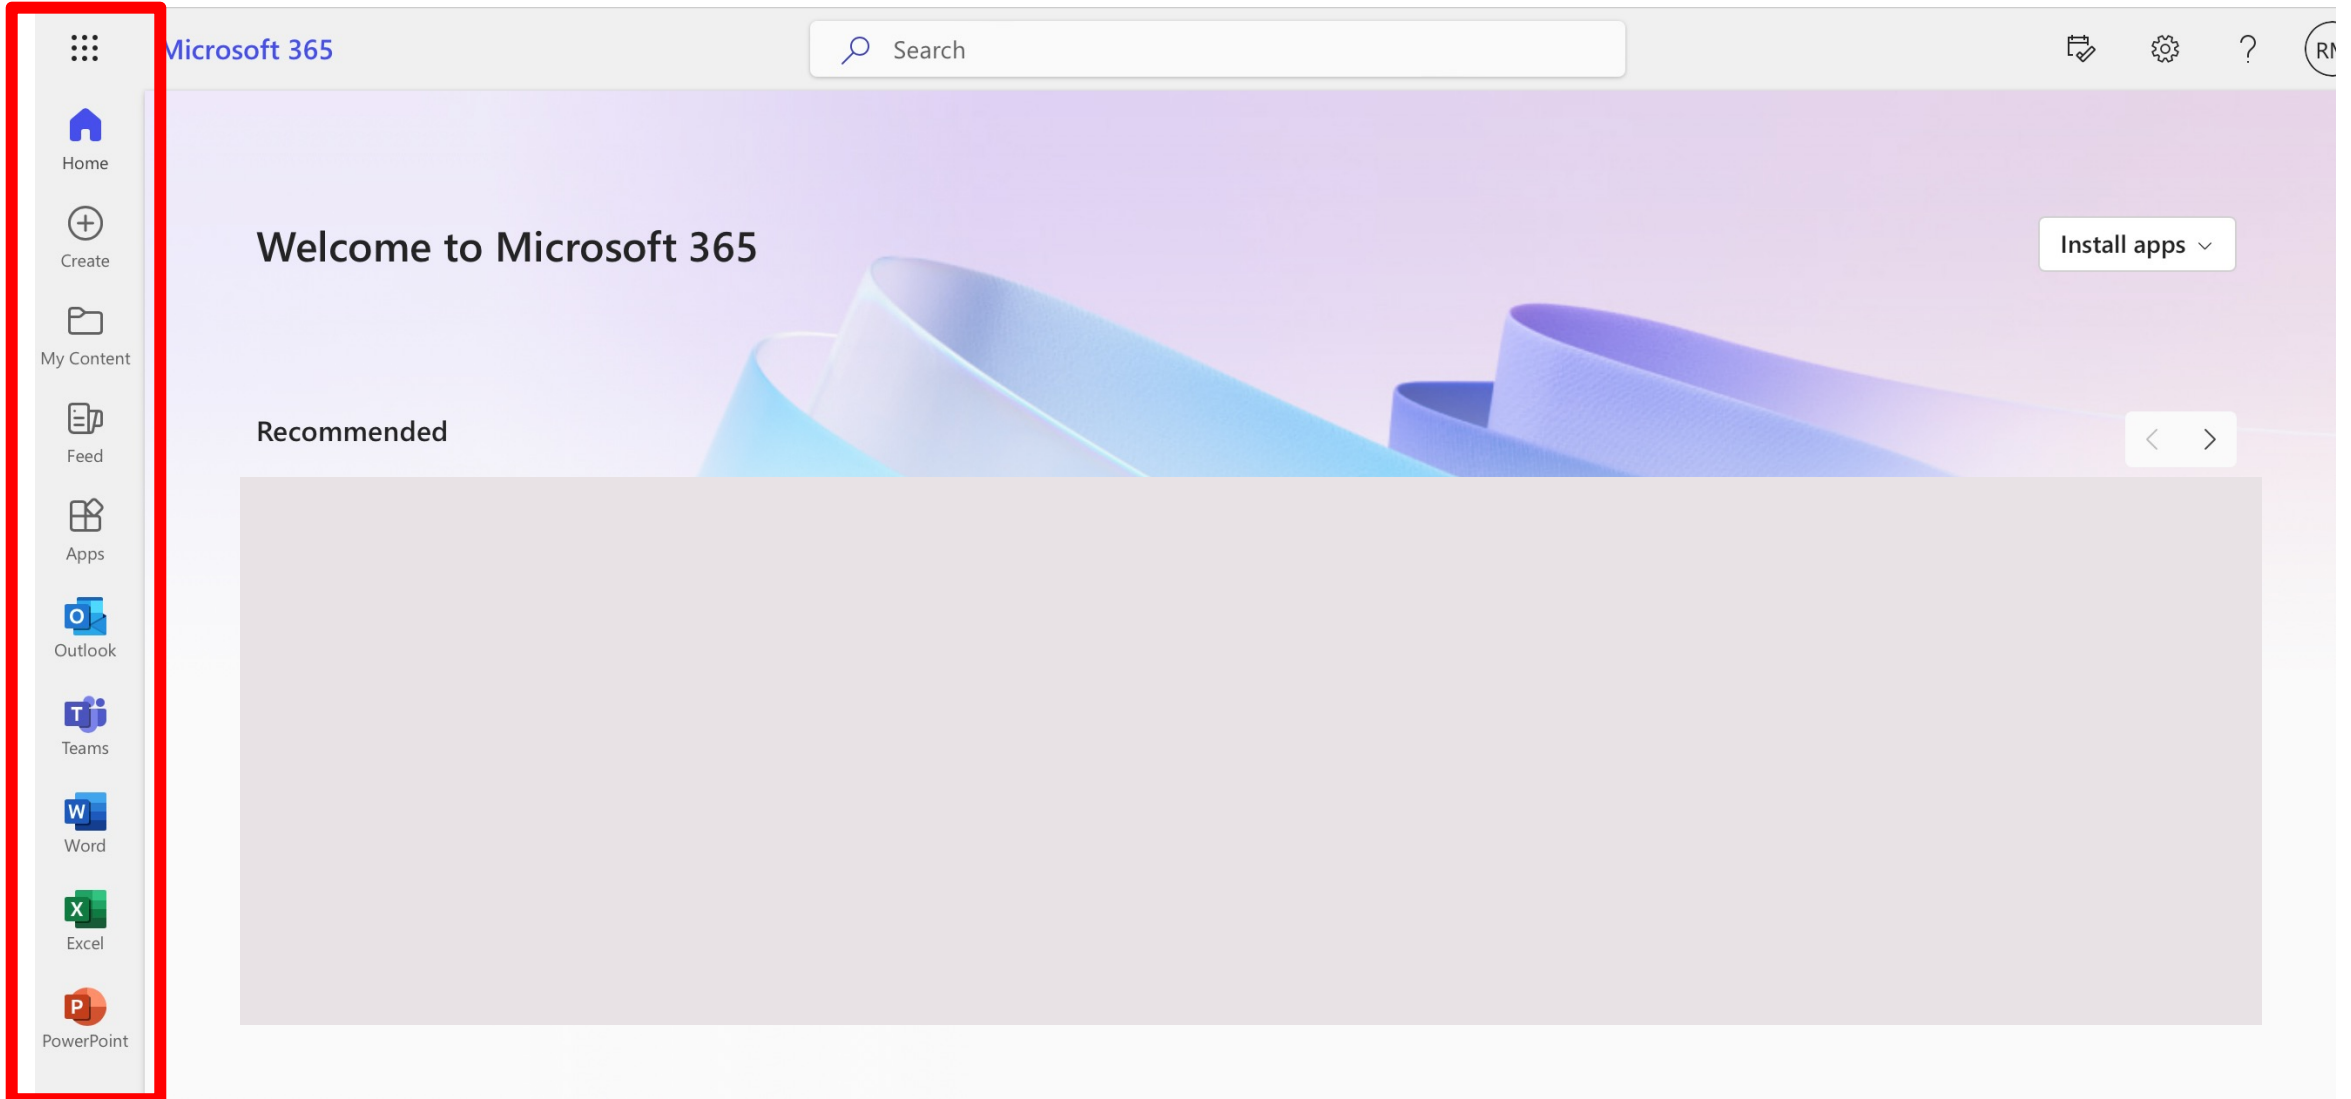 Microsoft 365
Search
RM
Home
Create
My Content
Feed
Apps
Outlook
Teams
Word
Excel
PowerPoint
Welcome to Microsoft 365
Install apps
Recommended